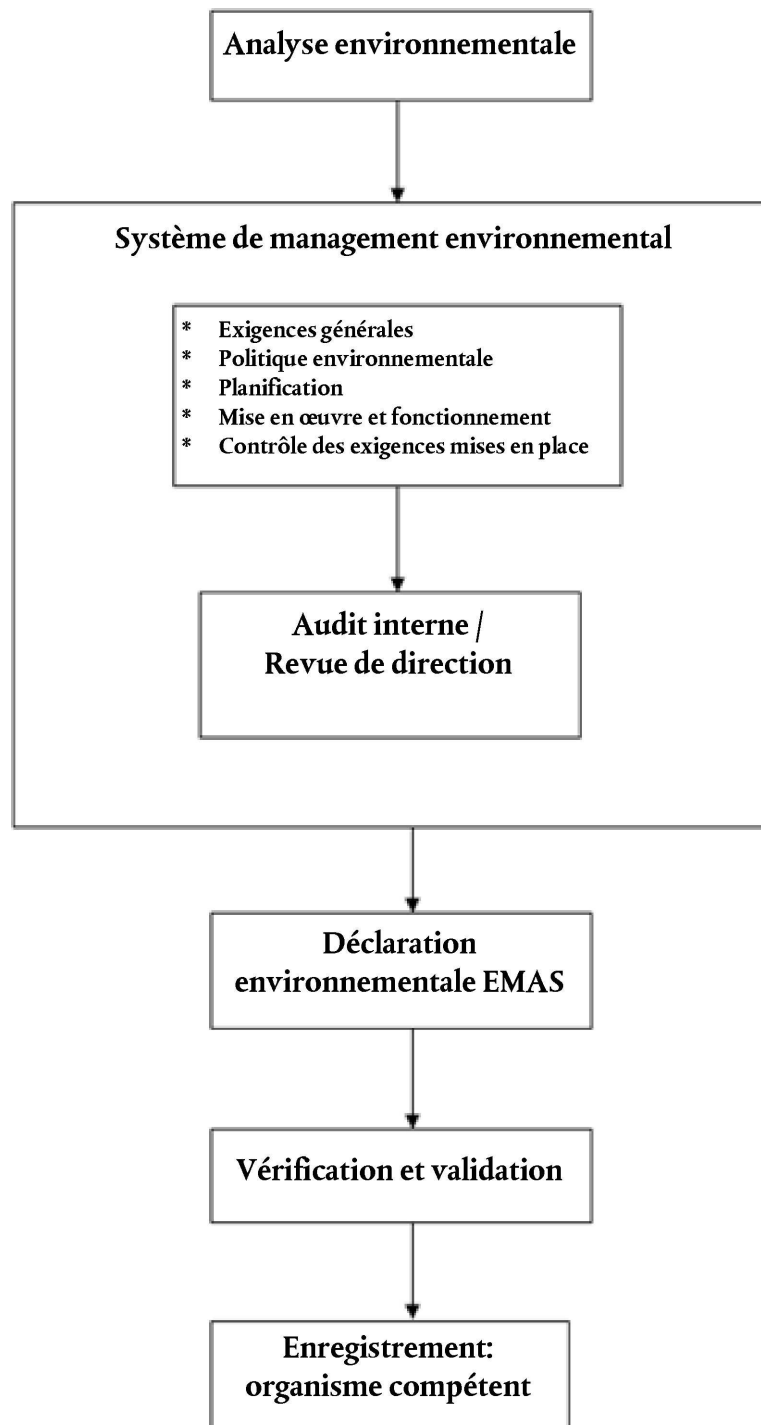 Analyse environnementale
Système de management environnemental
* Exigences générales
* Politique environnementale
* Planification
* Mise en œuvre et fonctionnement
* Contrôle des exigences mises en place
Audit interne /
Revue de direction
Déclaration
environnementale EMAS
Vérification et validation
Enregistrement:
organisme compétent